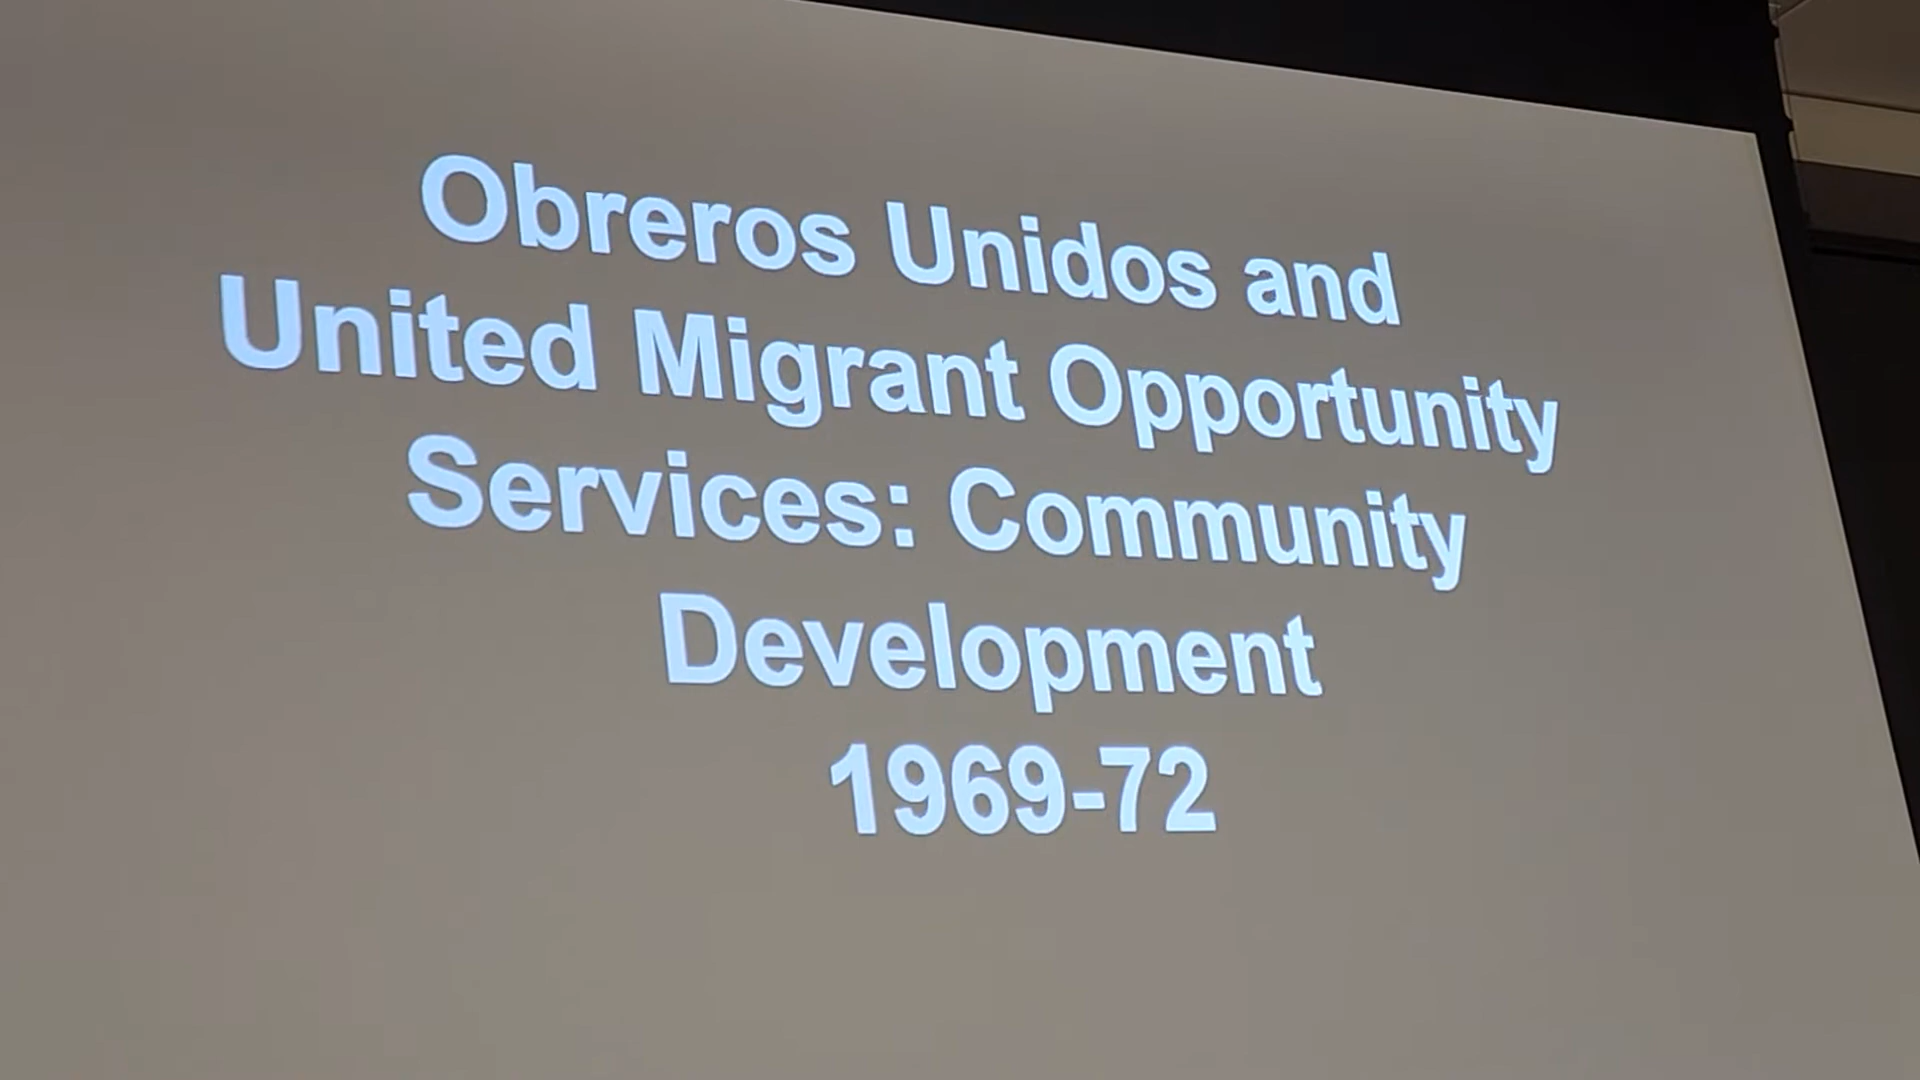 Obreros Unidos and
United Migrant Opportunity
Services: Community
Development
1969-72